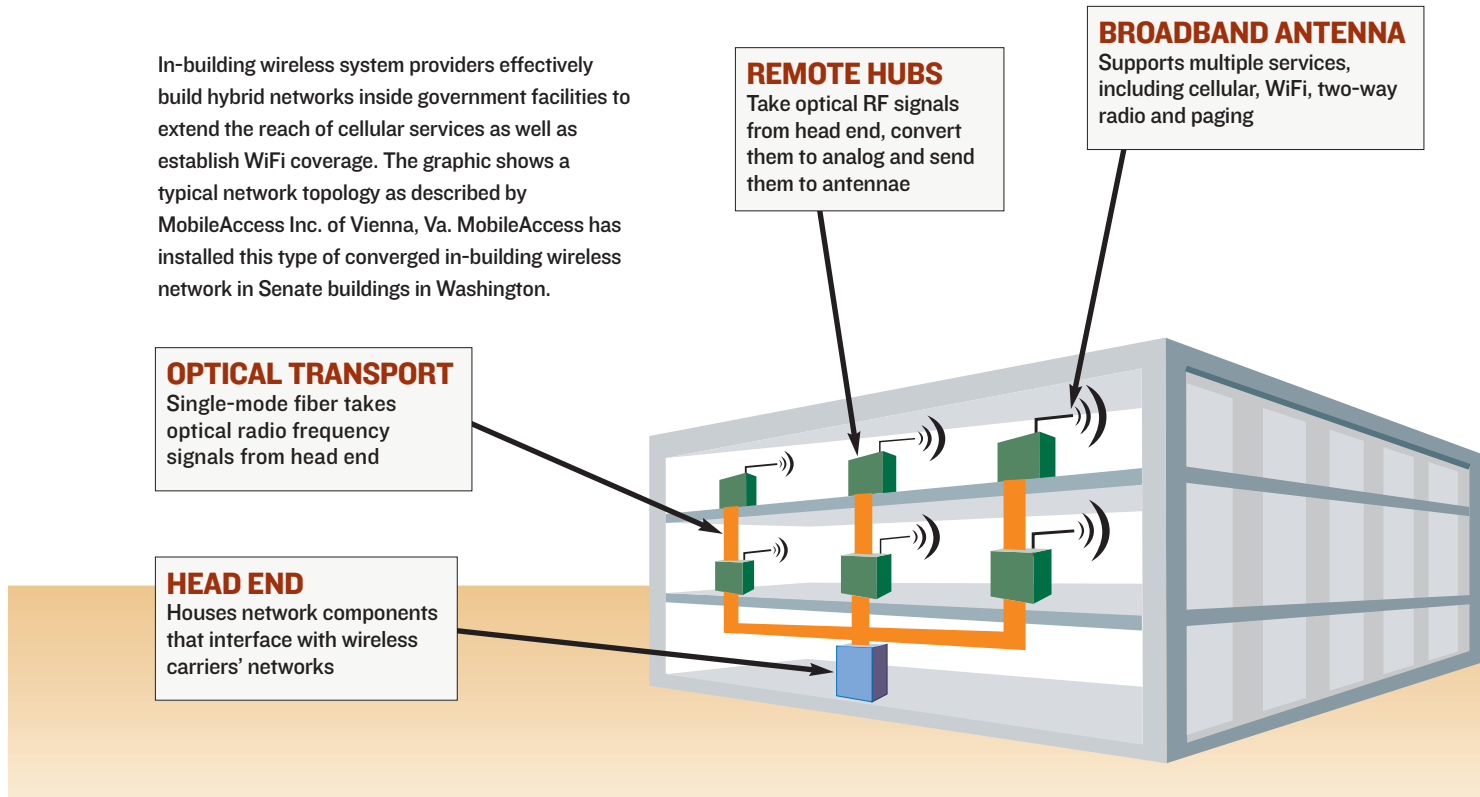 In-building wireless system providers effectively
build hybrid networks inside government facilities to
extend the reach of cellular services as well as
establish WiFi coverage. The graphic shows a
typical network topology as described by
MobileAccess Inc. of Vienna, Va. MobileAccess has
installed this type of converged in-building wireless
network in Senate buildings in Washington.
REMOTE HUBS
Take optical RF signals
from head end, convert
them to analog and send
them to antennae
BROADBAND ANTENNA
Supports multiple services,
including cellular, WiFi, two-way
radio and paging
OPTICAL TRANSPORT
Single-mode fiber takes
optical radio frequency
signals from head end
HEAD END
Houses network components
that interface with wireless
carriers’ networks